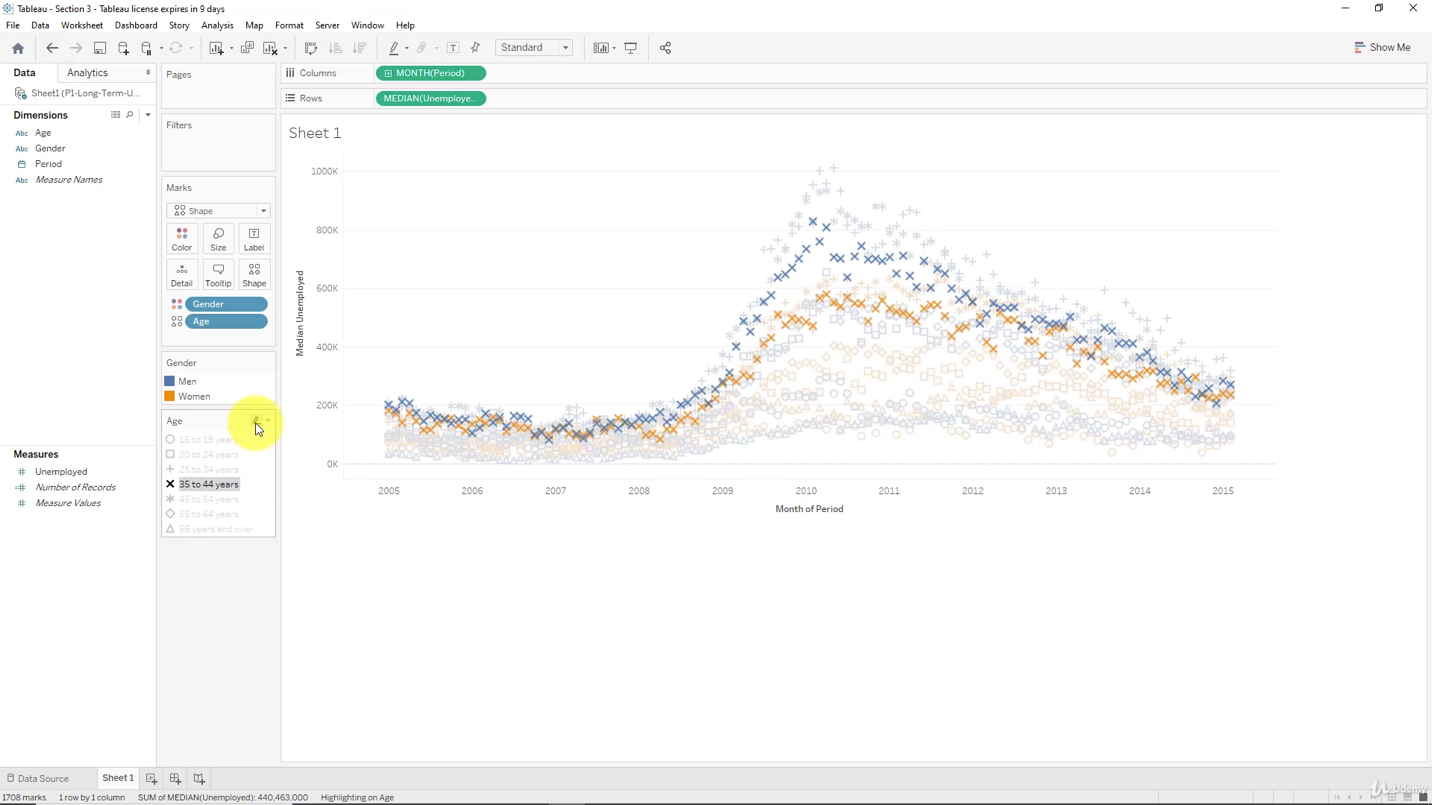 Tableau - Section 3 - Tableau license expires in 9 days
File Data Worksheet Dashboard Story Analysis Map Format Server Window Help
Standard
Show Me
Data Analytics
Sheet1 (P1-Long-Term-U...
Dimensions
Abc Age
Abc Gender
Period
Abc Measure Names
Measures
Unemployed
Number of Records
Measure Values
Pages
Filters
Marks
Shape
Color Size Label
Detail Tooltip Shape
Gender
Age
Gender
Men
Women
Age
16 to 19 years
20 to 24 years
25 to 34 years
35 to 44 years
45 to 54 years
55 to 64 years
65 years and over
Columns MONTH(Period)
Rows MEDIAN(Unemploye..
Sheet 1
Median Unemployed
1000K
800K
600K
400K
200K
0K
2005 2006 2007 2008 2009 2010 2011 2012 2013 2014 2015
Month of Period
Data Source Sheet 1
1708 marks 1 row by 1 column SUM of MEDIAN(Unemployed): 440,463,000 Highlighting on Age
Udemy